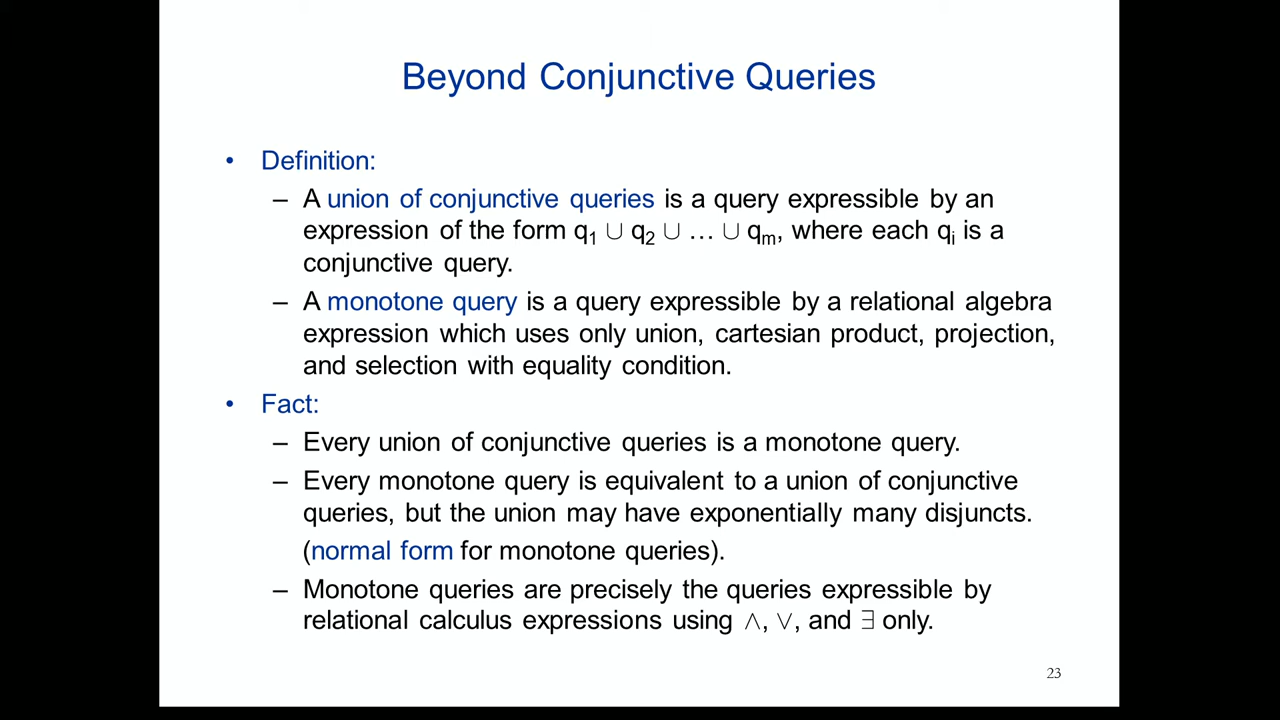 Beyond Conjunctive Queries
• Definition:
– A union of conjunctive queries is a query expressible by an
expression of the form q₁ ∪ q₂ ∪ … ∪ qₘ, where each qᵢ is a
conjunctive query.
– A monotone query is a query expressible by a relational algebra
expression which uses only union, cartesian product, projection,
and selection with equality condition.
• Fact:
– Every union of conjunctive queries is a monotone query.
– Every monotone query is equivalent to a union of conjunctive
queries, but the union may have exponentially many disjuncts.
(normal form for monotone queries).
– Monotone queries are precisely the queries expressible by
relational calculus expressions using ∧, ∨, and ∃ only.
23